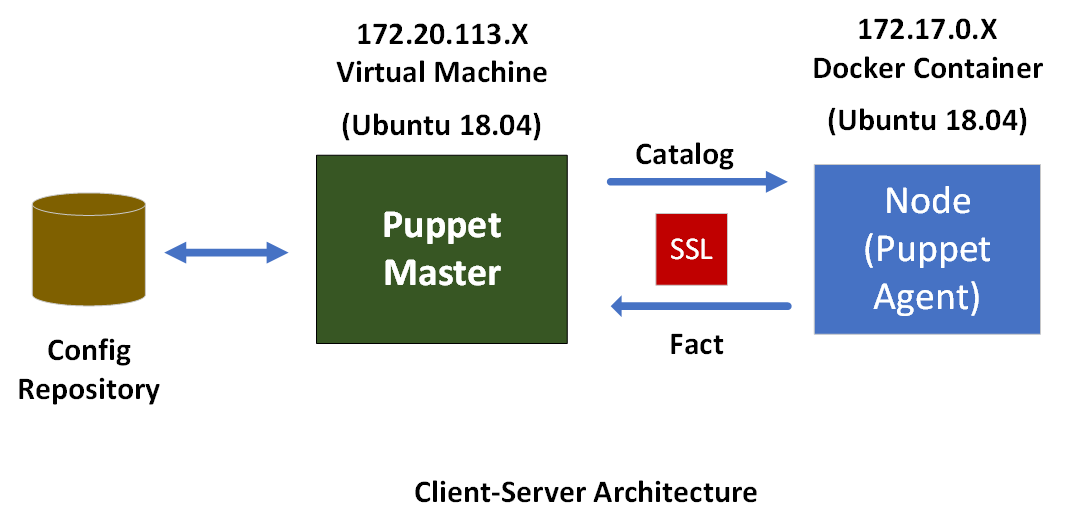 172.20.113.X
Virtual Machine
(Ubuntu 18.04)
172.17.0.X
Docker Container
(Ubuntu 18.04)
Catalog
Puppet
Master
SSL
Node
(Puppet
Agent)
Fact
Config
Repository
Client-Server Architecture